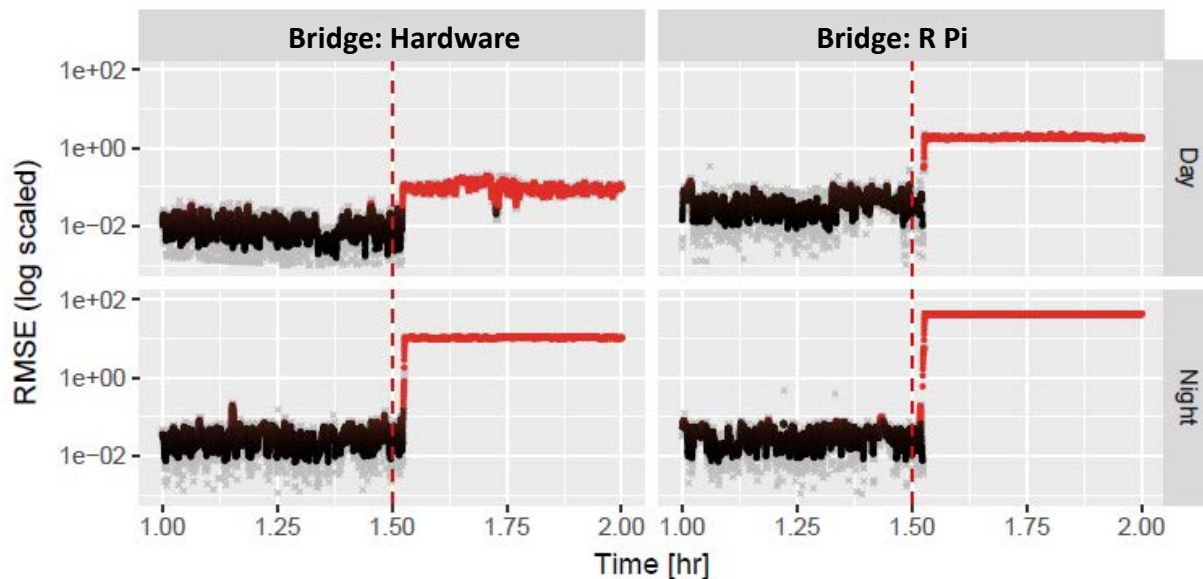 Bridge: Hardware
Bridge: R Pi
1e+02
1e+00
1e-02
Day
1e+02
1e+00
1e-02
Night
RMSE (log scaled)
1.00
1.25
1.50
1.75
2.00
1.00
1.25
1.50
1.75
2.00
Time [hr]